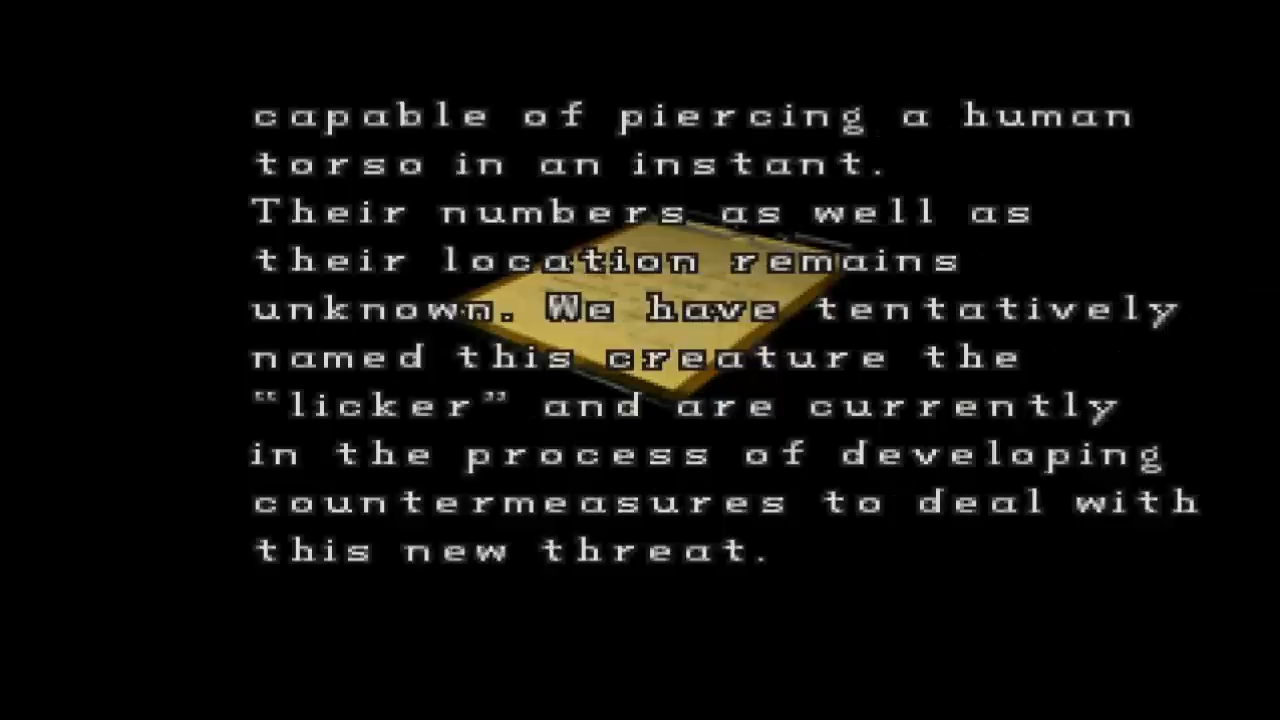 capable of piercing a human
torso in an instant.
Their numbers as well as
their location remains
unknown. We have tentatively
named this creature the
“licker” and are currently
in the process of developing
countermeasures to deal with
this new threat.